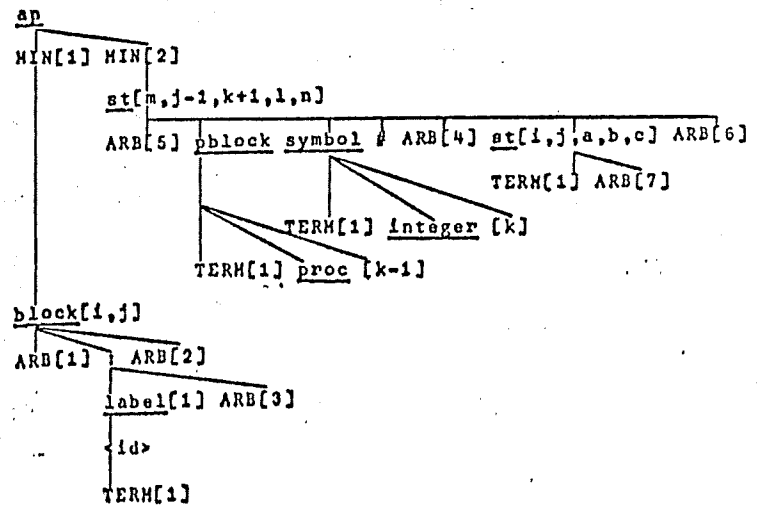 ap
MIN[1] MIN[2]
st[m,j-1,k+1,l,n]
ARB[5] pblock symbol # ARB[4] st[i,j,a,b,c] ARB[6]
TERM[1] ARB[7]
TERM[1] integer [k]
TERM[1] proc [k-1]
block[i,j]
ARB[1] ARB[2]
label[1] ARB[3]
<id>
TERM[1]